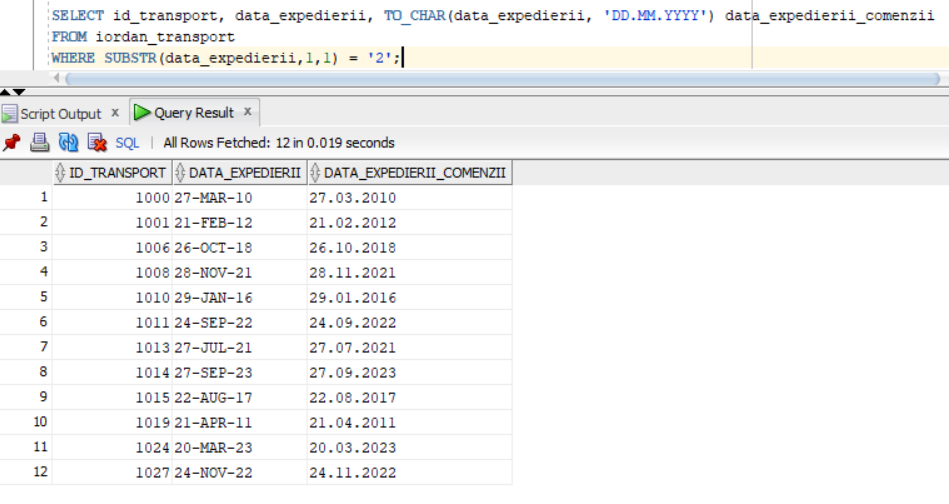 SELECT id_transport, data_expedierii, TO_CHAR(data_expedierii, 'DD.MM.YYYY') data_expedierii_comenzii
FROM iordan_transport
WHERE SUBSTR(data_expedierii,1,1) = '2';
Script Output x Query Result x
SQL | All Rows Fetched: 12 in 0.019 seconds
ID_TRANSPORT DATA_EXPEDIERII DATA_EXPEDIERII_COMENZII
1 1000 27-MAR-10 27.03.2010
2 1001 21-FEB-12 21.02.2012
3 1006 26-OCT-18 26.10.2018
4 1008 28-NOV-21 28.11.2021
5 1010 29-JAN-16 29.01.2016
6 1011 24-SEP-22 24.09.2022
7 1013 27-JUL-21 27.07.2021
8 1014 27-SEP-23 27.09.2023
9 1015 22-AUG-17 22.08.2017
10 1019 21-APR-11 21.04.2011
11 1024 20-MAR-23 20.03.2023
12 1027 24-NOV-22 24.11.2022